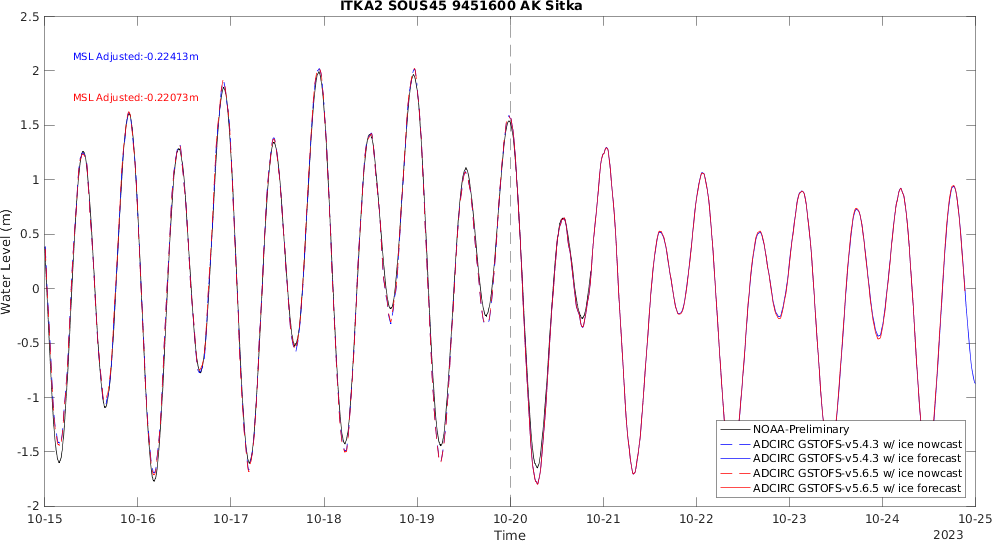 ITKA2 SOUS45 9451600 AK Sitka
2.5
2
1.5
1
0.5
0
-0.5
-1
-1.5
-2
Water Level (m)
MSL Adjusted:-0.22413m
MSL Adjusted:-0.22073m
NOAA-Preliminary
ADCIRC GSTOFS-v5.4.3 w/ ice nowcast
ADCIRC GSTOFS-v5.4.3 w/ ice forecast
ADCIRC GSTOFS-v5.6.5 w/ ice nowcast
ADCIRC GSTOFS-v5.6.5 w/ ice forecast
10-15 10-16 10-17 10-18 10-19 10-20 10-21 10-22 10-23 10-24 10-25
Time
2023